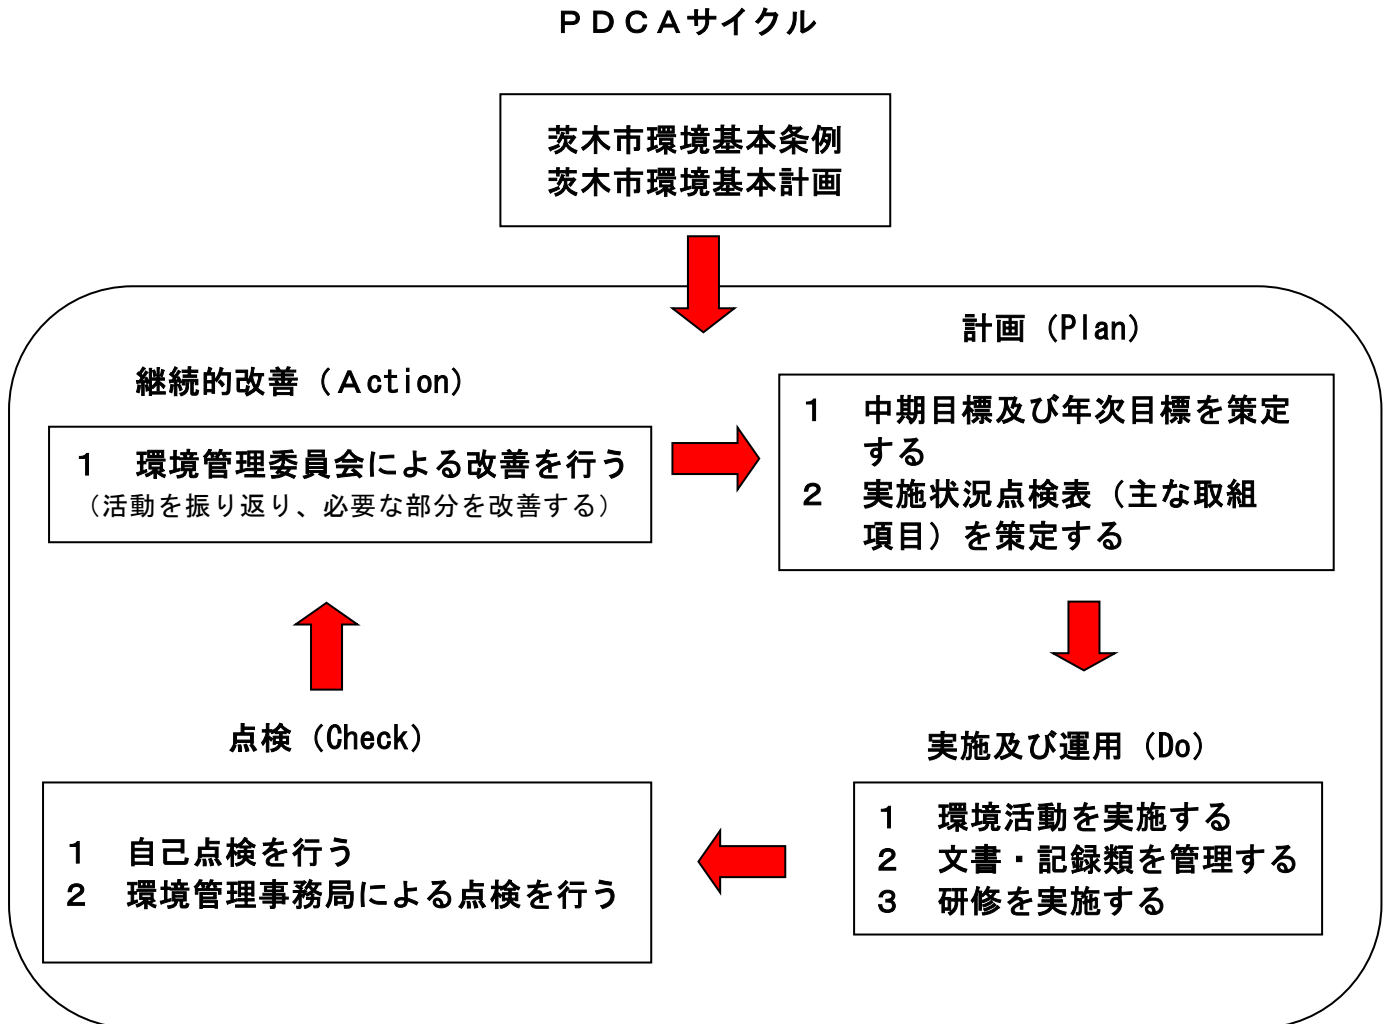 ＰＤＣＡサイクル
茨木市環境基本条例
茨木市環境基本計画
計画（Plan）
１　中期目標及び年次目標を策定
する
２　実施状況点検表（主な取組
項目）を策定する
継続的改善（Ａction）
１　環境管理委員会による改善を行う
（活動を振り返り、必要な部分を改善する）
実施及び運用（Do）
１　環境活動を実施する
２　文書・記録類を管理する
３　研修を実施する
点検（Check）
１　自己点検を行う
２　環境管理事務局による点検を行う